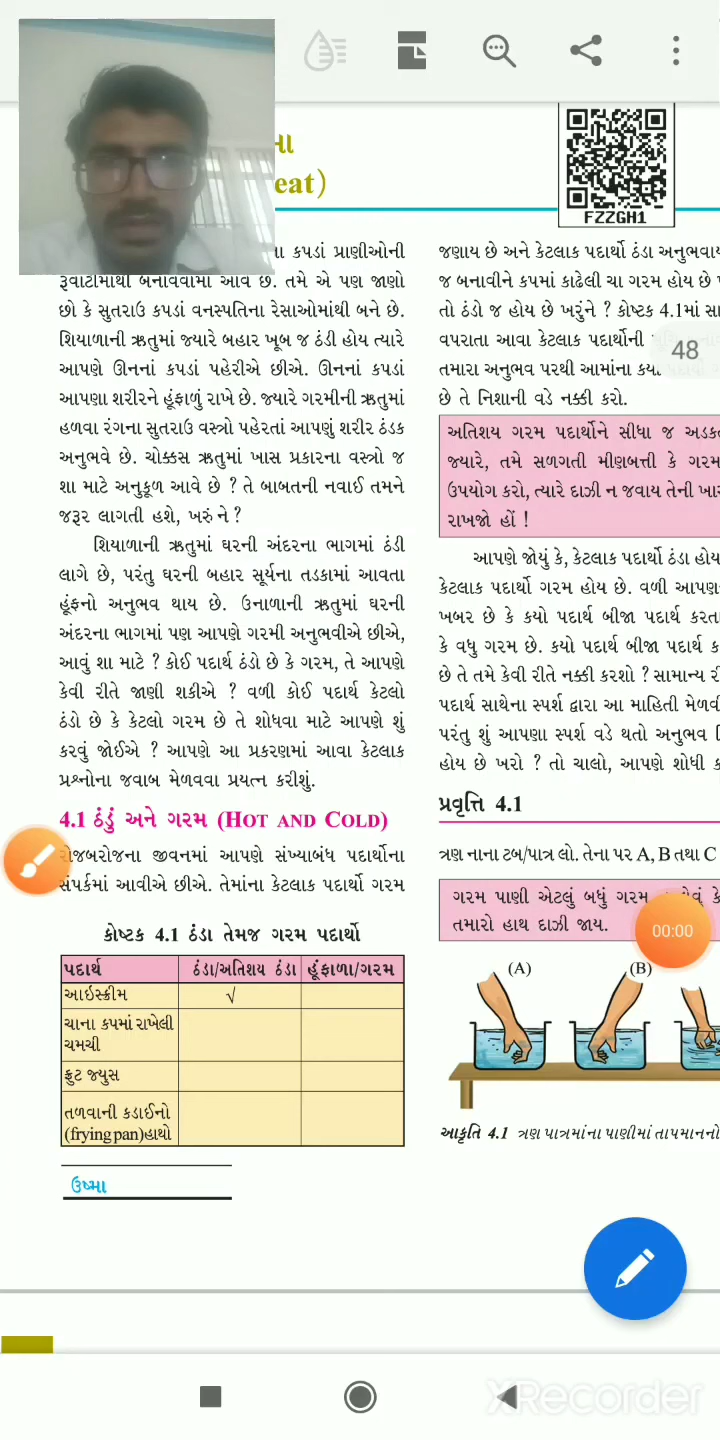 ના
eat)
FZZGH1
ના કપડાં પ્રાણીઓની
રૂંવાટીમાંથી બનાવવામાં આવે છે. તમે એ પણ જાણો
છો કે સુતરાઉ કપડાં વનસ્પતિના રેસાઓમાંથી બને છે.
શિયાળાની ઋતુમાં જ્યારે બહાર ખૂબ જ ઠંડી હોય ત્યારે
આપણે ઊનનાં કપડાં પહેરીએ છીએ. ઊનનાં કપડાં
આપણા શરીરને હૂંફાળું રાખે છે. જ્યારે ગરમીની ઋતુમાં
હળવા રંગના સુતરાઉ વસ્ત્રો પહેરતાં આપણું શરીર ઠંડક
અનુભવે છે. ચોક્કસ ઋતુમાં ખાસ પ્રકારના વસ્ત્રો જ
શા માટે અનુકૂળ આવે છે ? તે બાબતની નવાઈ તમને
જરૂર લાગતી હશે, ખરું ને ?
શિયાળાની ઋતુમાં ઘરની અંદરના ભાગમાં ઠંડી
લાગે છે, પરંતુ ઘરની બહાર સૂર્યના તડકામાં આવતા
હૂંફનો અનુભવ થાય છે. ઉનાળાની ઋતુમાં ઘરની
અંદરના ભાગમાં પણ આપણે ગરમી અનુભવીએ છીએ,
આવું શા માટે ? કોઈ પદાર્થ ઠંડો છે કે ગરમ, તે આપણે
કેવી રીતે જાણી શકીએ ? વળી કોઈ પદાર્થ કેટલો
ઠંડો છે કે કેટલો ગરમ છે તે શોધવા માટે આપણે શું
કરવું જોઈએ ? આપણે આ પ્રકરણમાં આવા કેટલાક
પ્રશ્નોના જવાબ મેળવવા પ્રયત્ન કરીશું.
4.1 ઠંડું અને ગરમ (HOT AND COLD)
રોજબરોજના જીવનમાં આપણે સંખ્યાબંધ પદાર્થોના
સંપર્કમાં આવીએ છીએ. તેમાંના કેટલાક પદાર્થો ગરમ
કોષ્ટક 4.1 ઠંડા તેમજ ગરમ પદાર્થો
પદાર્થ ઠંડા/અતિશય ઠંડા હૂંફાળા/ગરમ
આઇસ્ક્રીમ √
ચાના કપમાં રાખેલી
ચમચી
ફ્રુટ જ્યુસ
તળવાની કડાઈનો
(frying pan)હાથો
ઉષ્મા
જણાય છે અને કેટલાક પદાર્થો ઠંડા અનુભવાય
જ બનાવીને કપમાં કાઢેલી ચા ગરમ હોય છે
તો ઠંડો જ હોય છે ખરુંને ? કોષ્ટક 4.1માં
વપરાતા આવા કેટલાક પદાર્થોની
48
તમારા અનુભવ પરથી આમાંના
છે તે નિશાની વડે નક્કી કરો.
અતિશય ગરમ પદાર્થોને સીધા જ
જ્યારે, તમે સળગતી મીણબત્તી કે ગરમ
ઉપયોગ કરો, ત્યારે દાઝી ન જવાય તેની
રાખજો હોં !
આપણે જોયું કે, કેટલાક પદાર્થો ઠંડા હોય
કેટલાક પદાર્થો ગરમ હોય છે. વળી
ખબર છે કે કયો પદાર્થ બીજા પદાર્થ કરતા
કે વધુ ગરમ છે. કયો પદાર્થ બીજા પદાર્થ
છે તે તમે કેવી રીતે નક્કી કરશો ? સામાન્ય
પદાર્થ સાથેના સ્પર્શ દ્વારા આ માહિતી
પરંતુ શું આપણા સ્પર્શ વડે થતો અનુભવ
હોય છે ખરો ? તો ચાલો, આપણે શોધી
પ્રવૃત્તિ 4.1
ત્રણ નાના ટબ/પાત્ર લો. તેના પર A, B તથા C
ગરમ પાણી એટલું બધું ગરમ
તમારો હાથ દાઝી જાય.
00:00
(A) (B)
આકૃતિ 4.1 ત્રણ પાત્રમાંના પાણીમાં તાપમાનનો
XRecorder